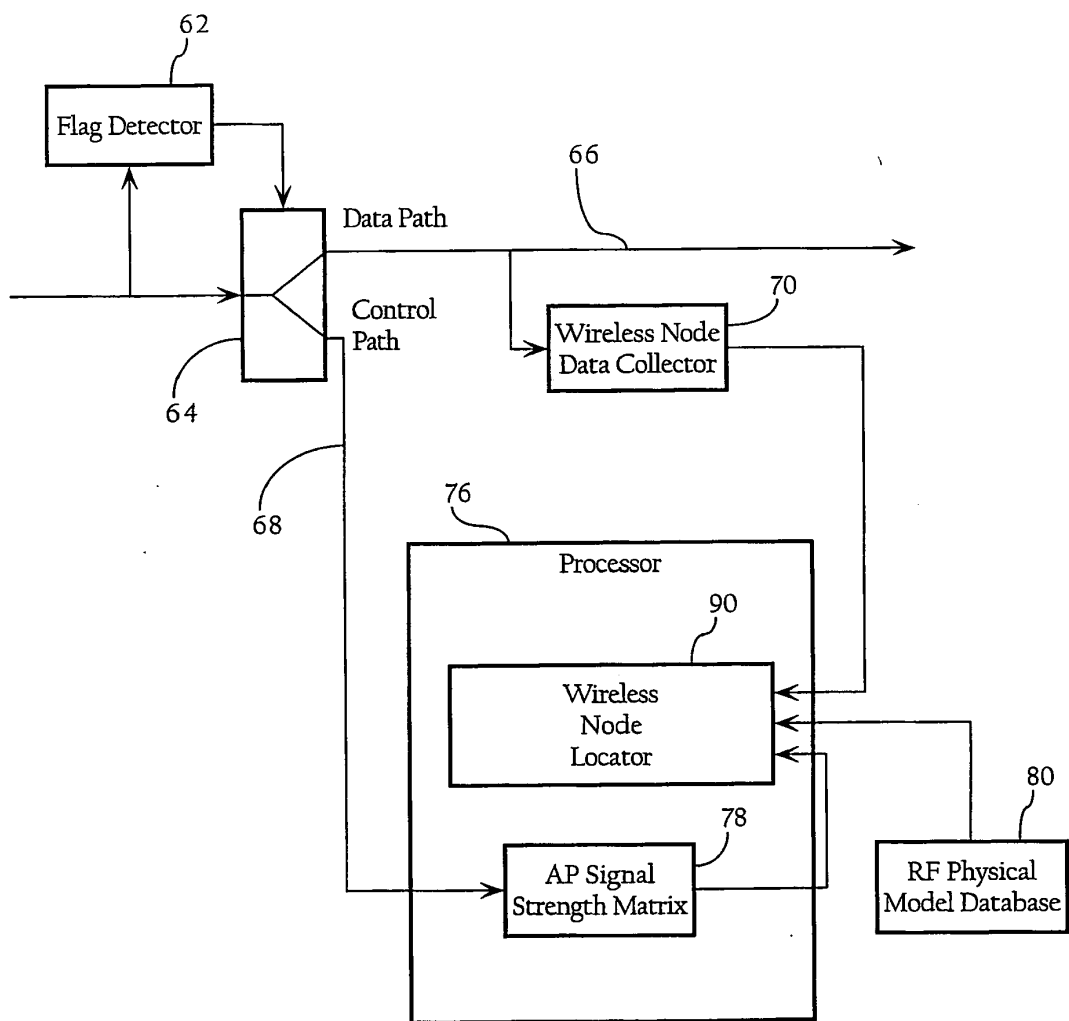 62
Flag Detector
66
Data Path
70
Control
Path
Wireless Node
Data Collector
64
68
76
Processor
90
Wireless
Node
Locator
80
78
AP Signal
Strength Matrix
RF Physical
Model Database